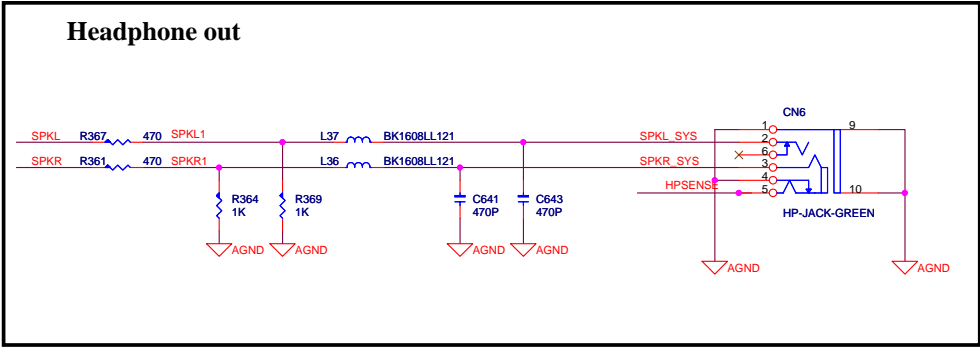 Headphone out
CN6
SPKL R367 470 SPKL1 L37 BK1608LL121 SPKL_SYS 1 9
2
SPKR R361 470 SPKR1 L36 BK1608LL121 SPKR_SYS 6
3
4
HPSENSE 5 10
R364 R369 C641 C643
1K 1K 470P 470P
HP-JACK-GREEN
AGND AGND AGND AGND
AGND AGND